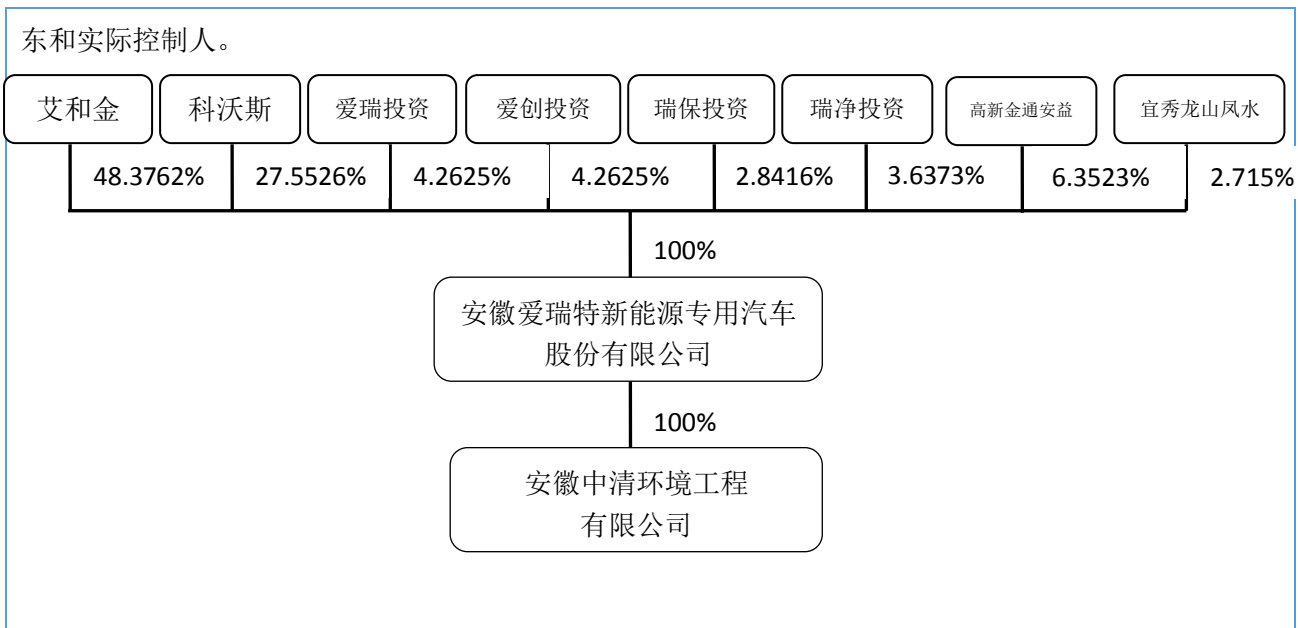 东和实际控制人。
艾和金 科沃斯 爱瑞投资 爱创投资 瑞保投资 瑞净投资 高新金通安益 宜秀龙山凤水
48.3762% 27.5526% 4.2625% 4.2625% 2.8416% 3.6373% 6.3523% 2.715%
100%
安徽爱瑞特新能源专用汽车
股份有限公司
100%
安徽中清环境工程
有限公司